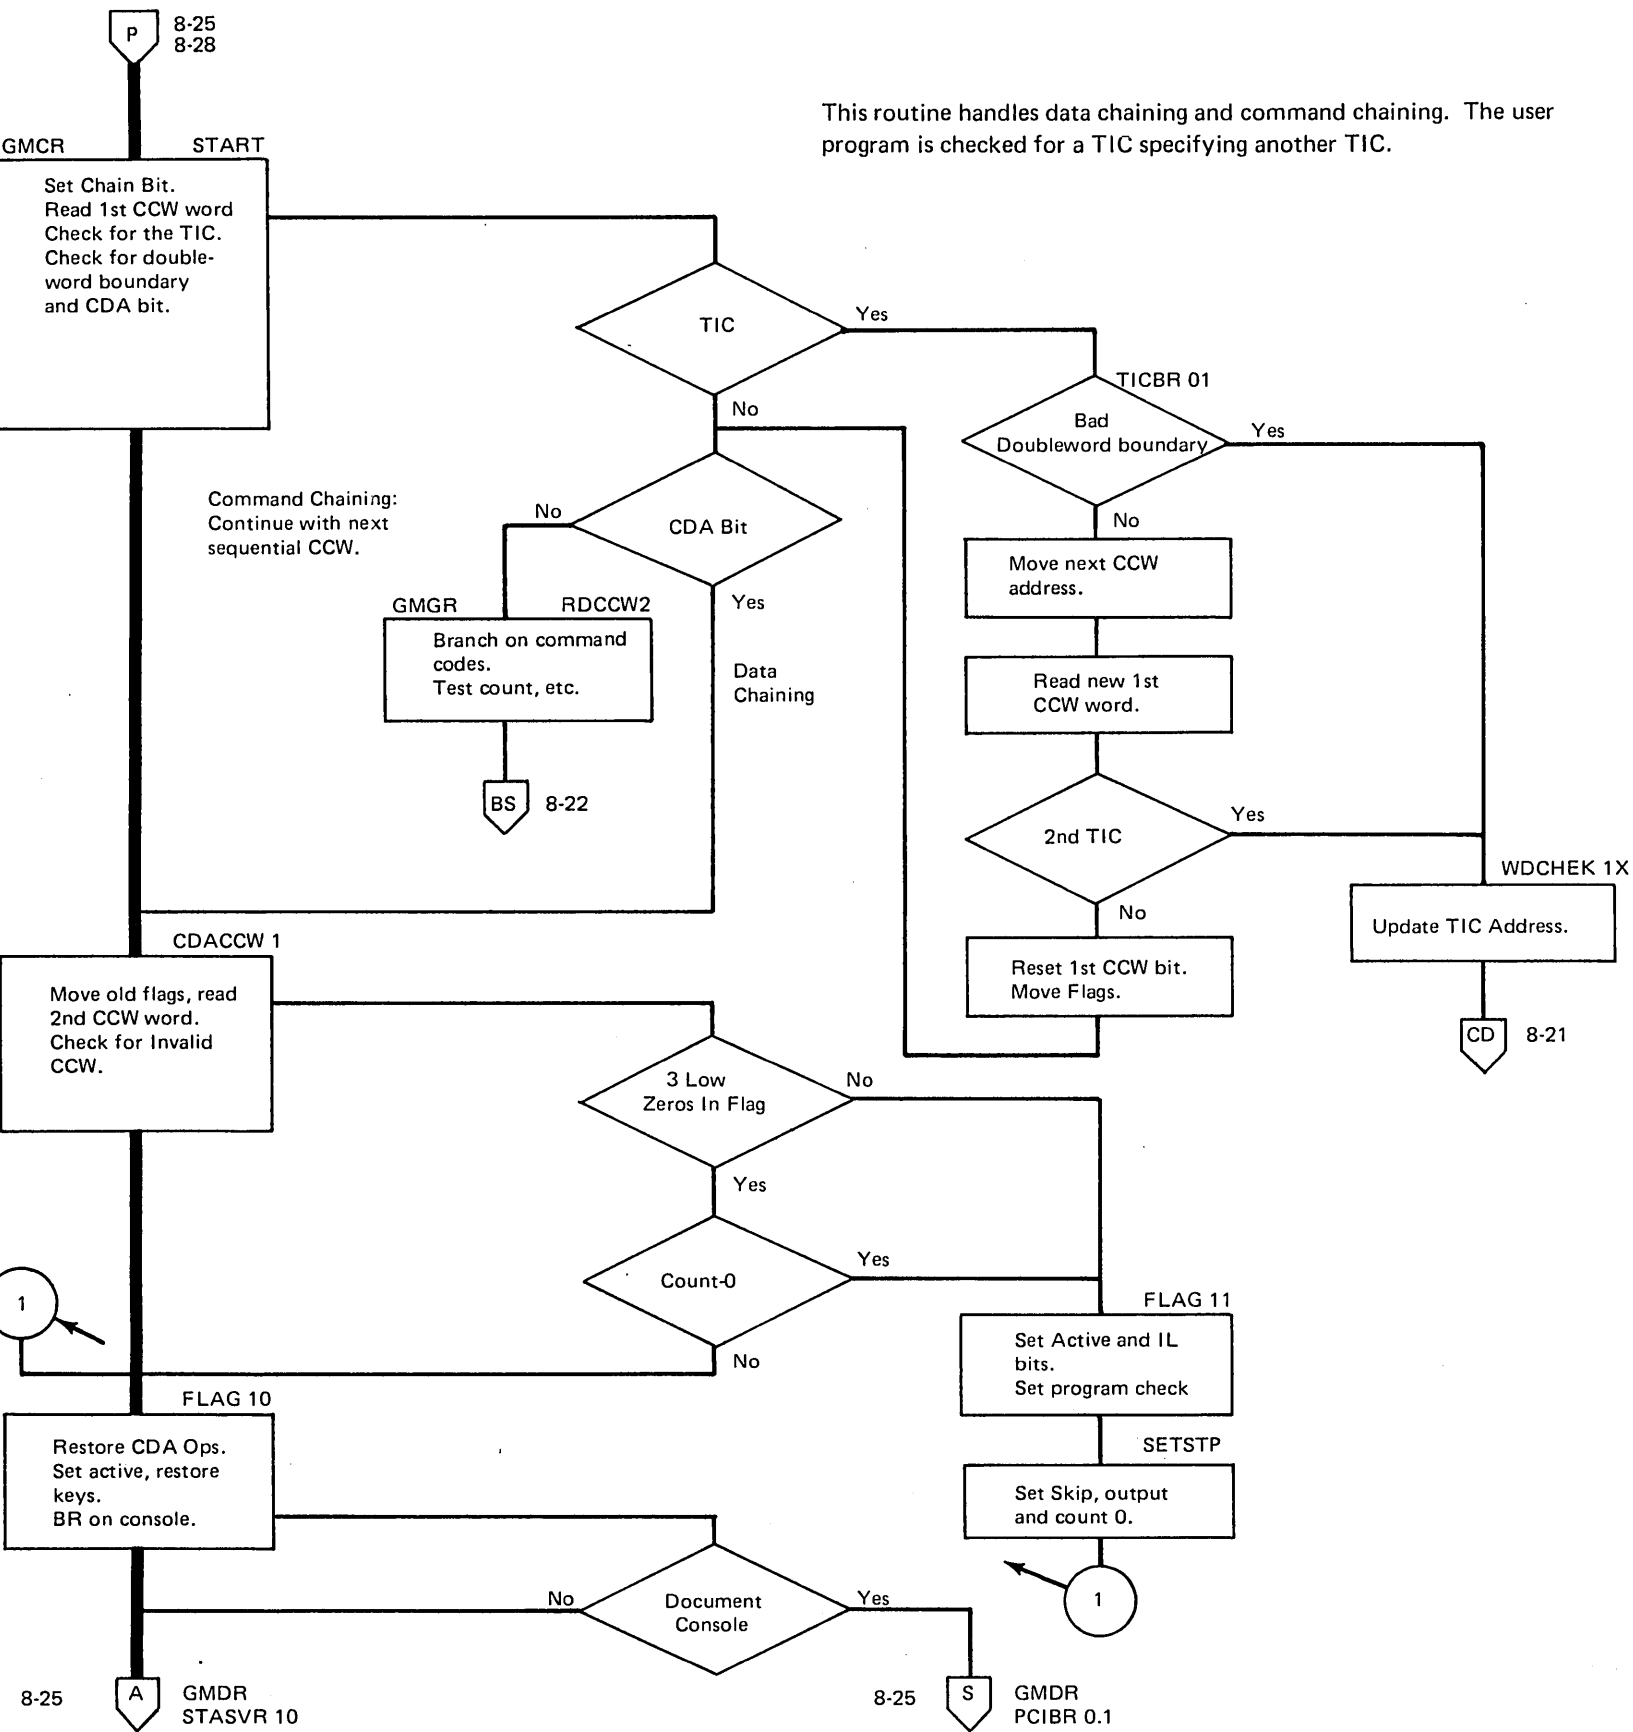 P
8-25
8-28
This routine handles data chaining and command chaining. The user
program is checked for a TIC specifying another TIC.
GMCR
START
Set Chain Bit.
Read 1st CCW word
Check for the TIC.
Check for double-
word boundary
and CDA bit.
TIC
Yes
No
TICBR 01
Bad
Doubleword boundary
Yes
No
Command Chaining:
Continue with next
sequential CCW.
No
CDA Bit
Yes
Move next CCW
address.
GMGR
RDCCW2
Branch on command
codes.
Test count, etc.
Data
Chaining
Read new 1st
CCW word.
BS
8-22
2nd TIC
Yes
No
WDCHEK 1X
Update TIC Address.
CDACCW 1
Move old flags, read
2nd CCW word.
Check for Invalid
CCW.
Reset 1st CCW bit.
Move Flags.
CD
8-21
3 Low
Zeros In Flag
No
Yes
Count-0
Yes
No
1
FLAG 11
Set Active and IL
bits.
Set program check
FLAG 10
Restore CDA Ops.
Set active, restore
keys.
BR on console.
SETSTP
Set Skip, output
and count 0.
1
No
Document
Console
Yes
8-25
A
GMDR
STASVR 10
8-25
S
GMDR
PCIBR 0.1